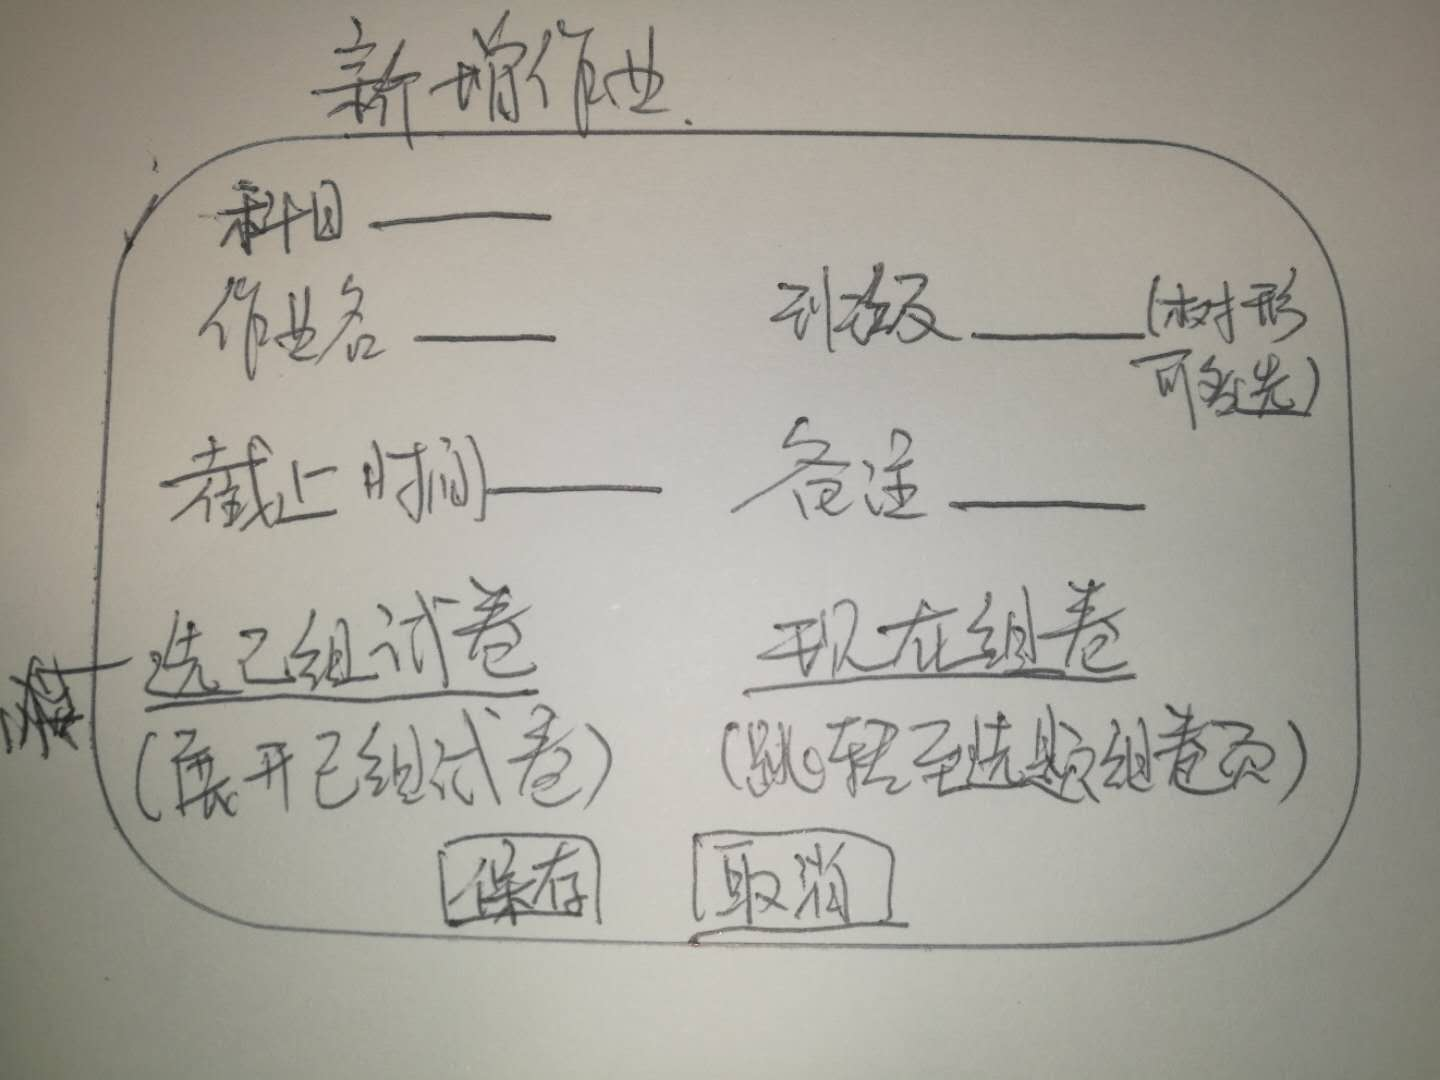 新增作业.
科目
作业名 班级 (树形
可多选)
截止时间 备注
选已组试卷 现在组卷
(展开已组试卷) (跳转至选题组卷页)
保存 取消